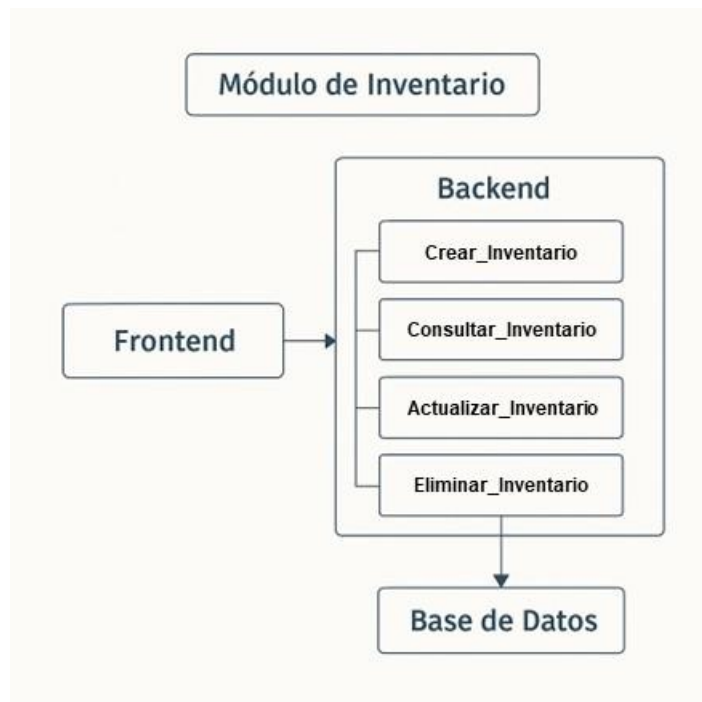 Módulo de Inventario
Backend
Crear_Inventario
Frontend
Consultar_Inventario
Actualizar_Inventario
Eliminar_Inventario
Base de Datos